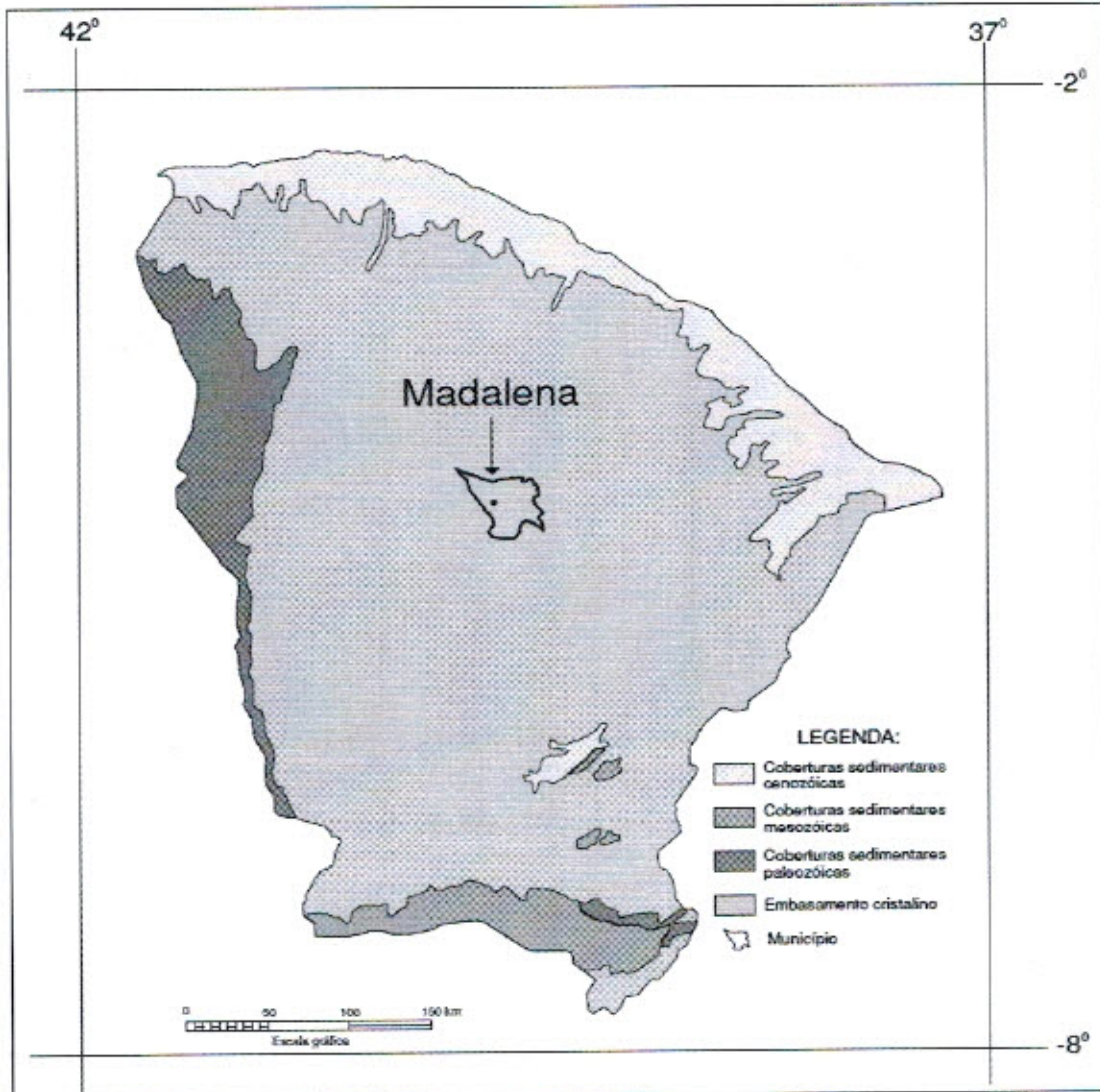 42°
37°
-2°
Madalena
LEGENDA:
Coberturas sedimentares
cenozóicas
Coberturas sedimentares
mesozóicas
Coberturas sedimentares
paleozóicas
Embasamento cristalino
Município
0 50 100 150 km
Escala gráfica
-8°